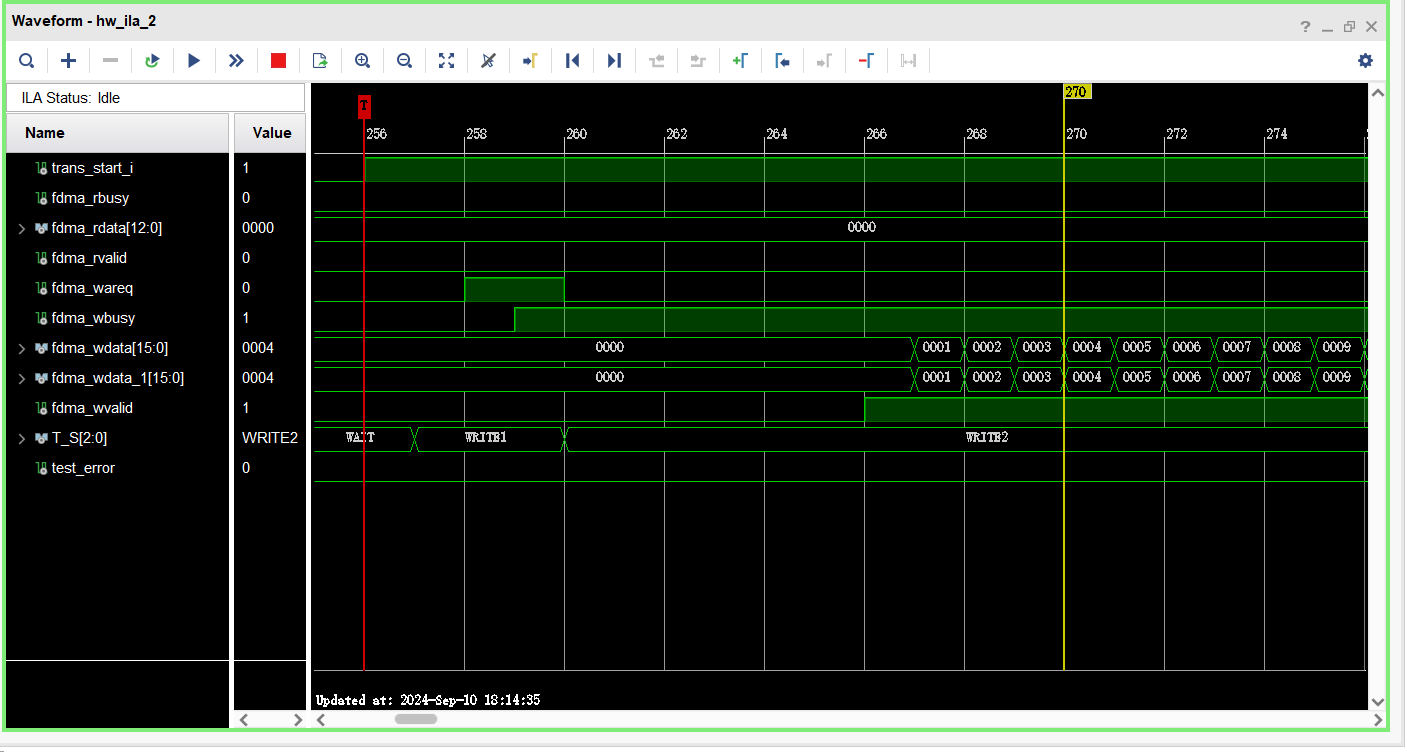 Waveform - hw_ila_2
?
ILA Status: Idle
Name Value
T
270
256 258 260 262 264 266 268 270 272 274
trans_start_i 1
fdma_rbusy 0
fdma_rdata[12:0] 0000 0000
fdma_rvalid 0
fdma_wareq 0
fdma_wbusy 1
fdma_wdata[15:0] 0004 0000 0001 0002 0003 0004 0005 0006 0007 0008 0009
fdma_wdata_1[15:0] 0004 0000 0001 0002 0003 0004 0005 0006 0007 0008 0009
fdma_wvalid 1
T_S[2:0] WRITE2 WAIT WRITE1 WRITE2
test_error 0
Updated at: 2024-Sep-10 18:14:35